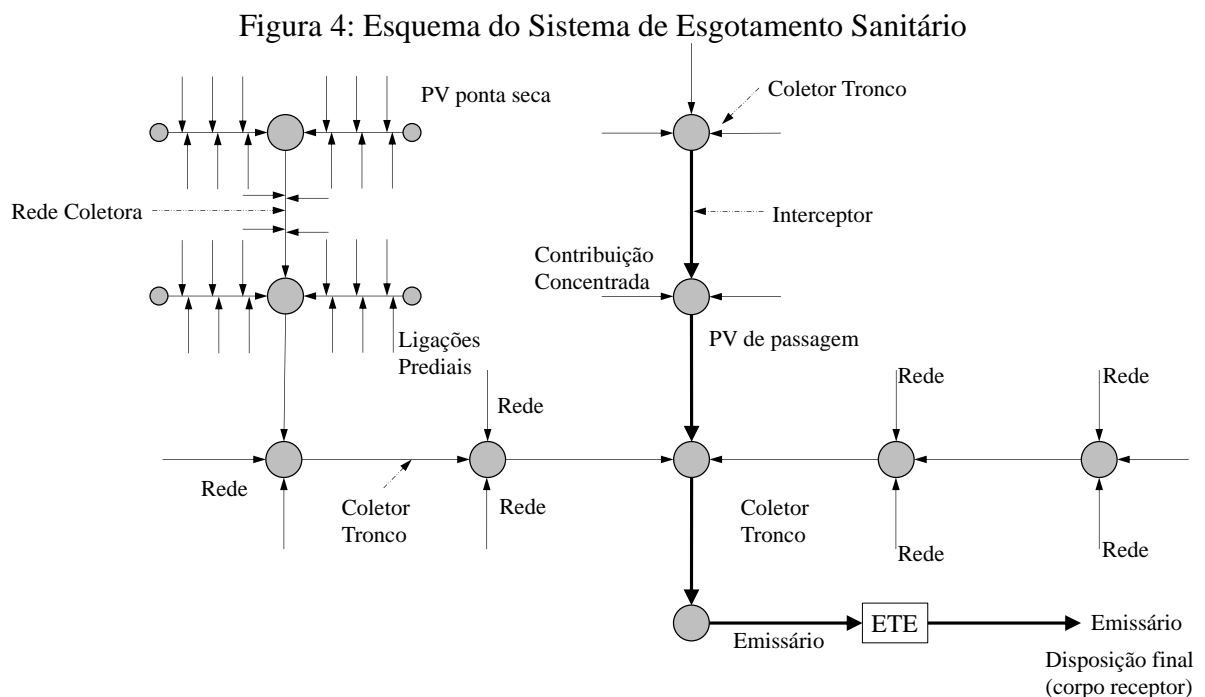 Figura 4: Esquema do Sistema de Esgotamento Sanitário
PV ponta seca
Coletor Tronco
Rede Coletora
Interceptor
Contribuição
Concentrada
Ligações
Prediais
PV de passagem
Rede
Rede
Rede
Rede
Rede
Coletor
Tronco
Coletor
Tronco
Rede
Rede
Emissário
ETE
Emissário
Disposição final
(corpo receptor)